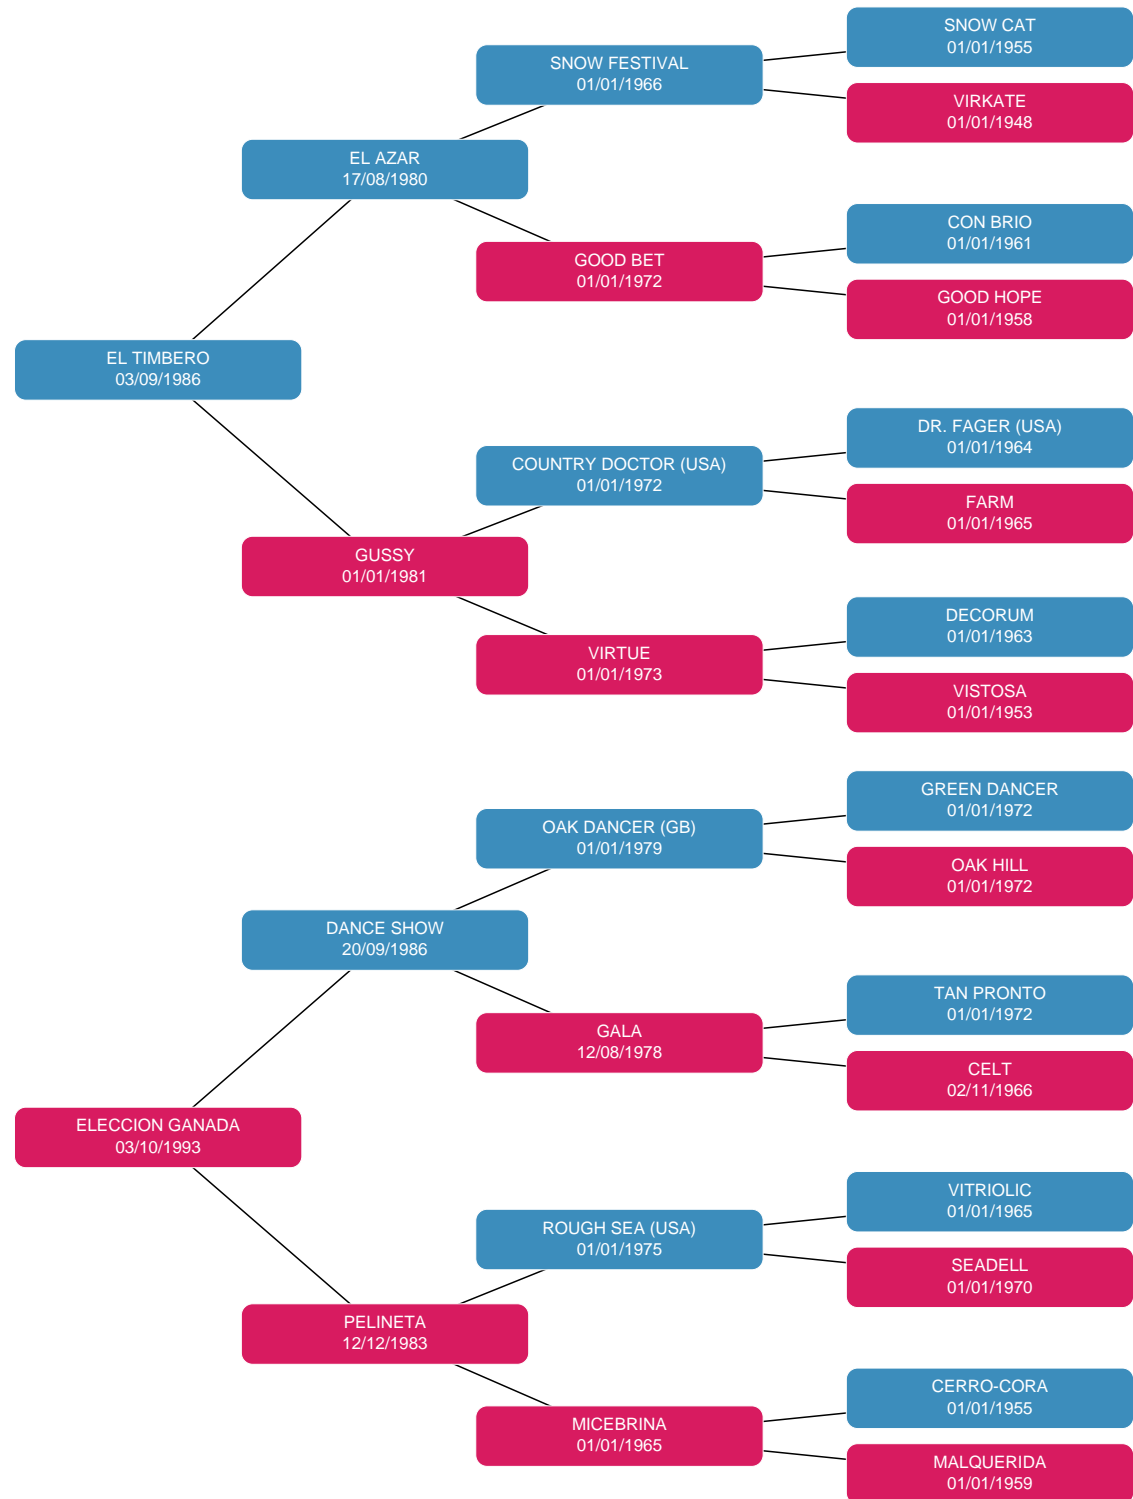 SNOW CAT
01/01/1955
SNOW FESTIVAL
01/01/1966
VIRKATE
01/01/1948
EL AZAR
17/08/1980
CON BRIO
01/01/1961
GOOD BET
01/01/1972
GOOD HOPE
01/01/1958
EL TIMBERO
03/09/1986
DR. FAGER (USA)
01/01/1964
COUNTRY DOCTOR (USA)
01/01/1972
FARM
01/01/1965
GUSSY
01/01/1981
DECORUM
01/01/1963
VIRTUE
01/01/1973
VISTOSA
01/01/1953
GREEN DANCER
01/01/1972
OAK DANCER (GB)
01/01/1979
OAK HILL
01/01/1972
DANCE SHOW
20/09/1986
TAN PRONTO
01/01/1972
GALA
12/08/1978
CELT
02/11/1966
ELECCION GANADA
03/10/1993
VITRIOLIC
01/01/1965
ROUGH SEA (USA)
01/01/1975
SEADELL
01/01/1970
PELINETA
12/12/1983
CERRO-CORA
01/01/1955
MICEBRINA
01/01/1965
MALQUERIDA
01/01/1959